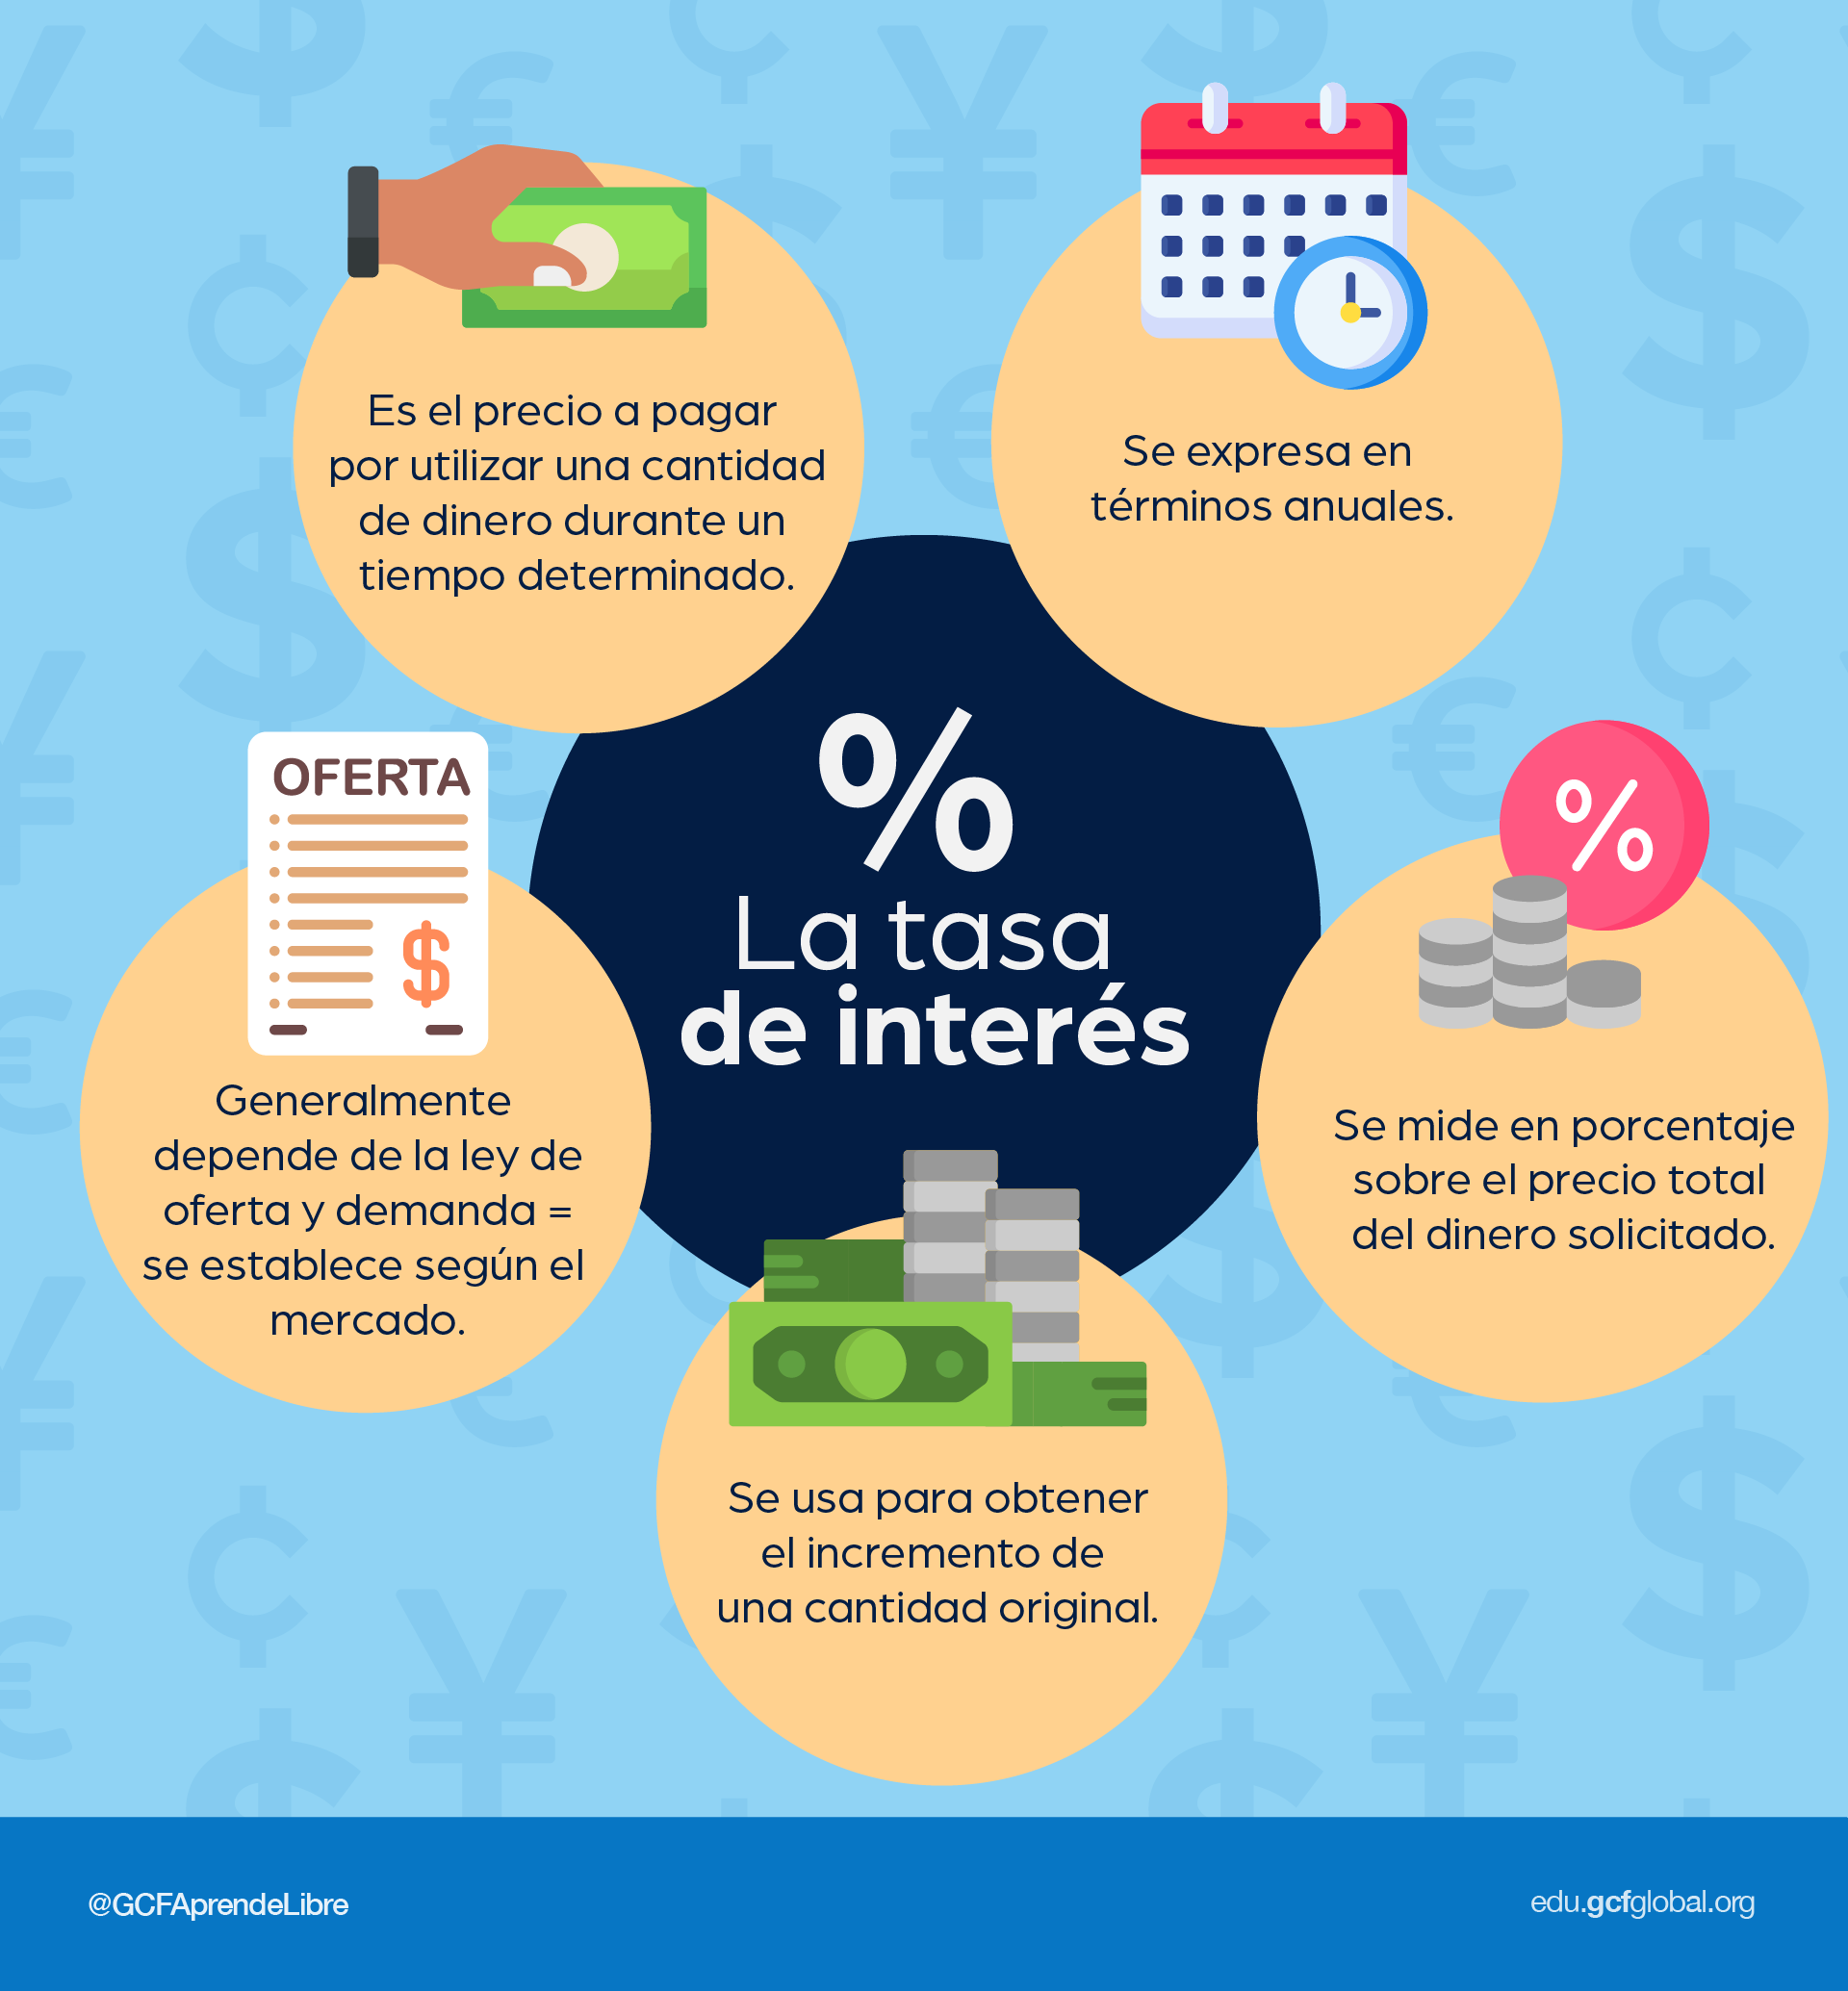 Es el precio a pagar
por utilizar una cantidad
de dinero durante un
tiempo determinado.
Se expresa en
términos anuales.
%
La tasa
de interés
OFERTA
$
Generalmente
depende de la ley de
oferta y demanda =
se establece según el
mercado.
%
Se mide en porcentaje
sobre el precio total
del dinero solicitado.
Se usa para obtener
el incremento de
una cantidad original.
@GCFAprendeLibre
edu.gcfglobal.org